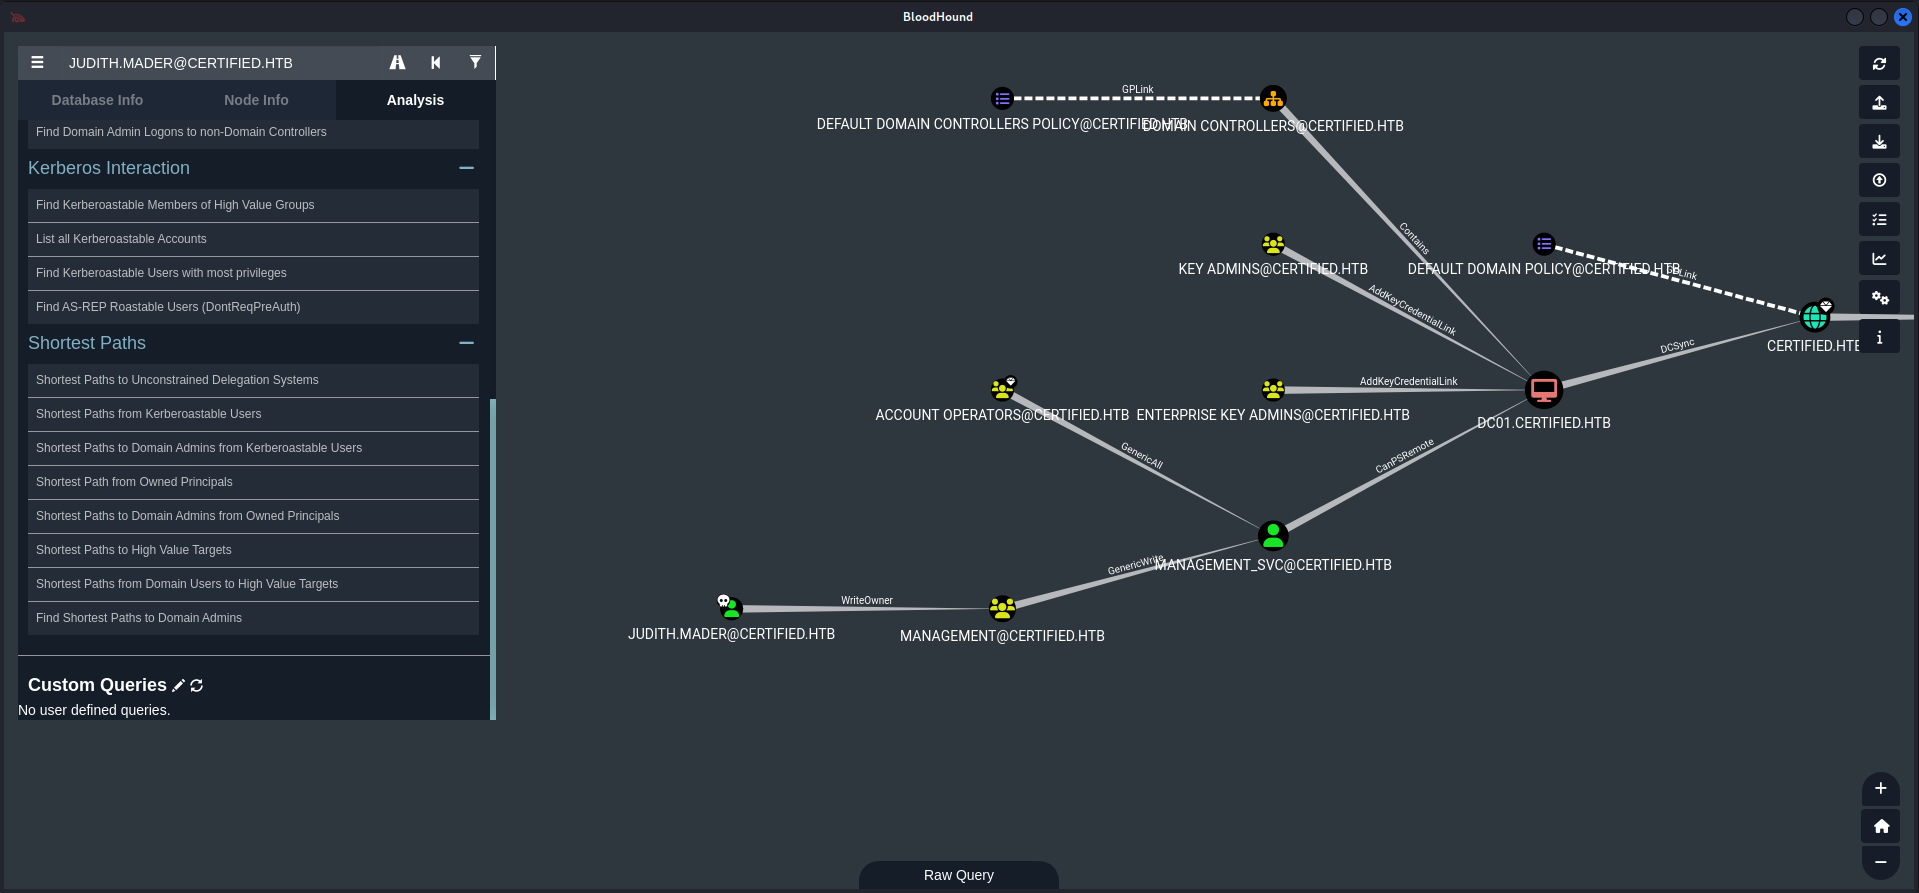 BloodHound
JUDITH.MADER@CERTIFIED.HTB
Database Info
Node Info
Analysis
Find Domain Admin Logons to non-Domain Controllers
Kerberos Interaction
Find Kerberoastable Members of High Value Groups
List all Kerberoastable Accounts
Find Kerberoastable Users with most privileges
Find AS-REP Roastable Users (DontReqPreAuth)
Shortest Paths
Shortest Paths to Unconstrained Delegation Systems
Shortest Paths from Kerberoastable Users
Shortest Paths to Domain Admins from Kerberoastable Users
Shortest Path from Owned Principals
Shortest Paths to Domain Admins from Owned Principals
Shortest Paths to High Value Targets
Shortest Paths from Domain Users to High Value Targets
Find Shortest Paths to Domain Admins
Custom Queries
No user defined queries.
GPLink
DEFAULT DOMAIN CONTROLLERS POLICY@CERTIFIED.HTB
DOMAIN CONTROLLERS@CERTIFIED.HTB
Contains
KEY ADMINS@CERTIFIED.HTB
DEFAULT DOMAIN POLICY@CERTIFIED.HTB
GPLink
AddKeyCredentialLink
CERTIFIED.HTB
DCSync
AddKeyCredentialLink
ACCOUNT OPERATORS@CERTIFIED.HTB
ENTERPRISE KEY ADMINS@CERTIFIED.HTB
DC01.CERTIFIED.HTB
GenericAll
CanPSRemote
GenericWrite
MANAGEMENT_SVC@CERTIFIED.HTB
WriteOwner
JUDITH.MADER@CERTIFIED.HTB
MANAGEMENT@CERTIFIED.HTB
Raw Query